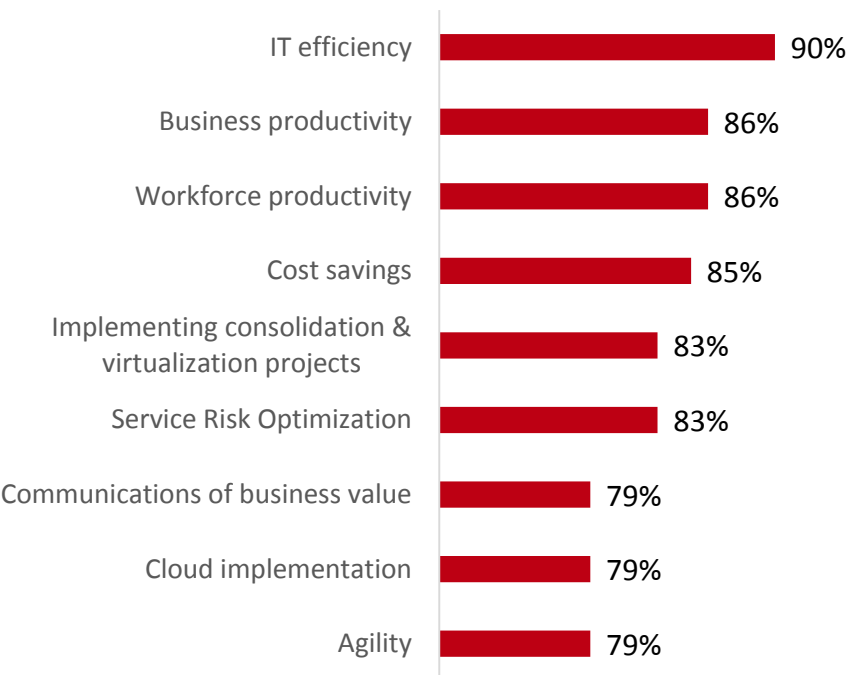 IT efficiency 90%
Business productivity 86%
Workforce productivity 86%
Cost savings 85%
Implementing consolidation &
virtualization projects 83%
Service Risk Optimization 83%
Communications of business value 79%
Cloud implementation 79%
Agility 79%